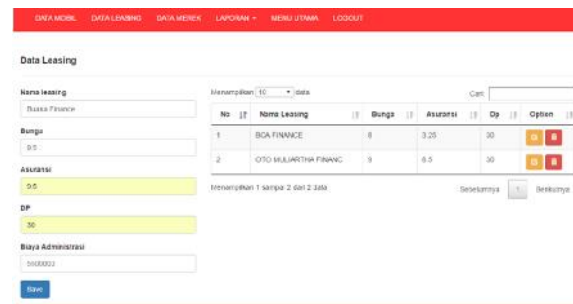 DATA MOBIL DATA LEASING DATA MEREK LAPORAN MENU UTAMA LOGOUT
Data Leasing
Nama leasing
Buana Finance
Bunga
9.5
Asuransi
9.5
DP
30
Biaya Administrasi
Save
Menampilkan 10 data
Cari:
No Nama Leasing Bunga Asuransi Dp Option
1 BCA FINANCE 8 3.25 30
2 OTO MULIARTHA FINANC 9 6.5 30
Menampilkan 1 sampai 2 dari 2 data
Sebelumnya 1 Berikutnya